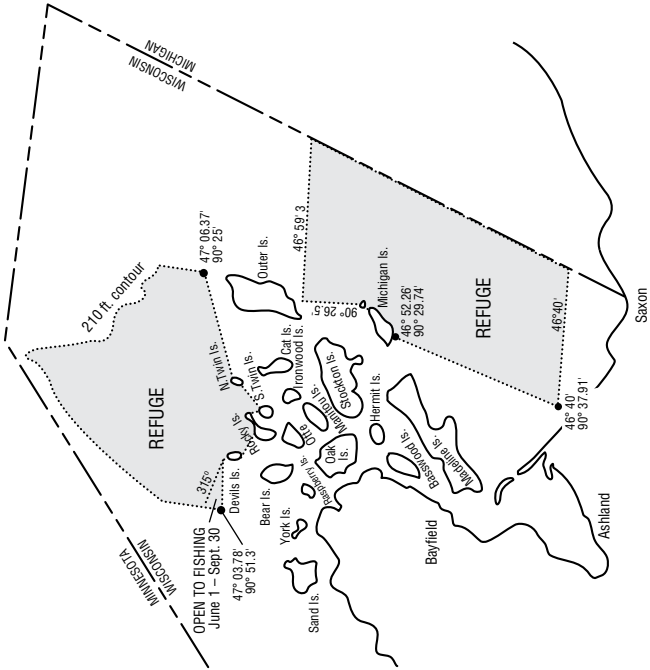 MICHIGAN
WISCONSIN
MINNESOTA
WISCONSIN
210 ft. contour
REFUGE
47° 06.37'
90° 25'
Outer Is.
N.Twin Is.
S.Twin Is.
Cat Is.
Ironwood Is.
Rocky Is.
Otte
Manitou Is.
Stockton Is.
Devils Is.
315°
OPEN TO FISHING
June 1 – Sept. 30
47° 03.78'
90° 51.3'
Bear Is.
Raspberry Is.
Oak
Is.
York Is.
Sand Is.
Hermit Is.
Basswood Is.
Madeline Is.
Bayfield
46° 59' 3
90° 26.5'
Michigan Is.
46° 52.26'
90° 29.74'
REFUGE
46°40'
46° 40'
90° 37.91'
Ashland
Saxon